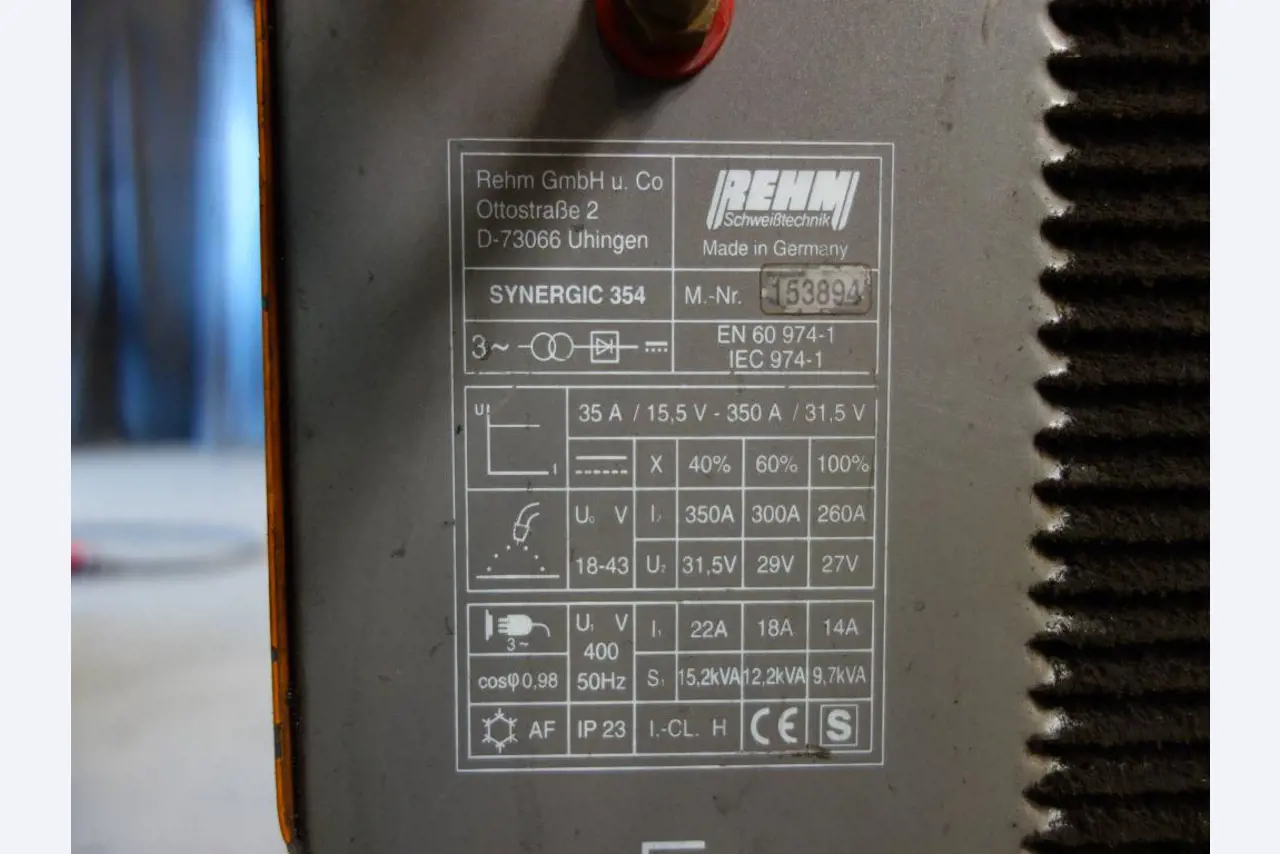 Rehm GmbH u. Co
Ottostraße 2
D-73066 Uhingen
REHM
Schweißtechnik
Made in Germany
SYNERGIC 354
M.-Nr. 153894
3~
EN 60 974-1
IEC 974-1
U I
35 A / 15,5 V - 350 A / 31,5 V
X 40% 60% 100%
U₀ V I₂ 350A 300A 260A
18-43 U₂ 31,5V 29V 27V
3~
U₁ V
400
50Hz
I₁ 22A 18A 14A
cosφ 0,98
S₁ 15,2kVA 12,2kVA 9,7kVA
AF IP 23 I.-CL. H CE S